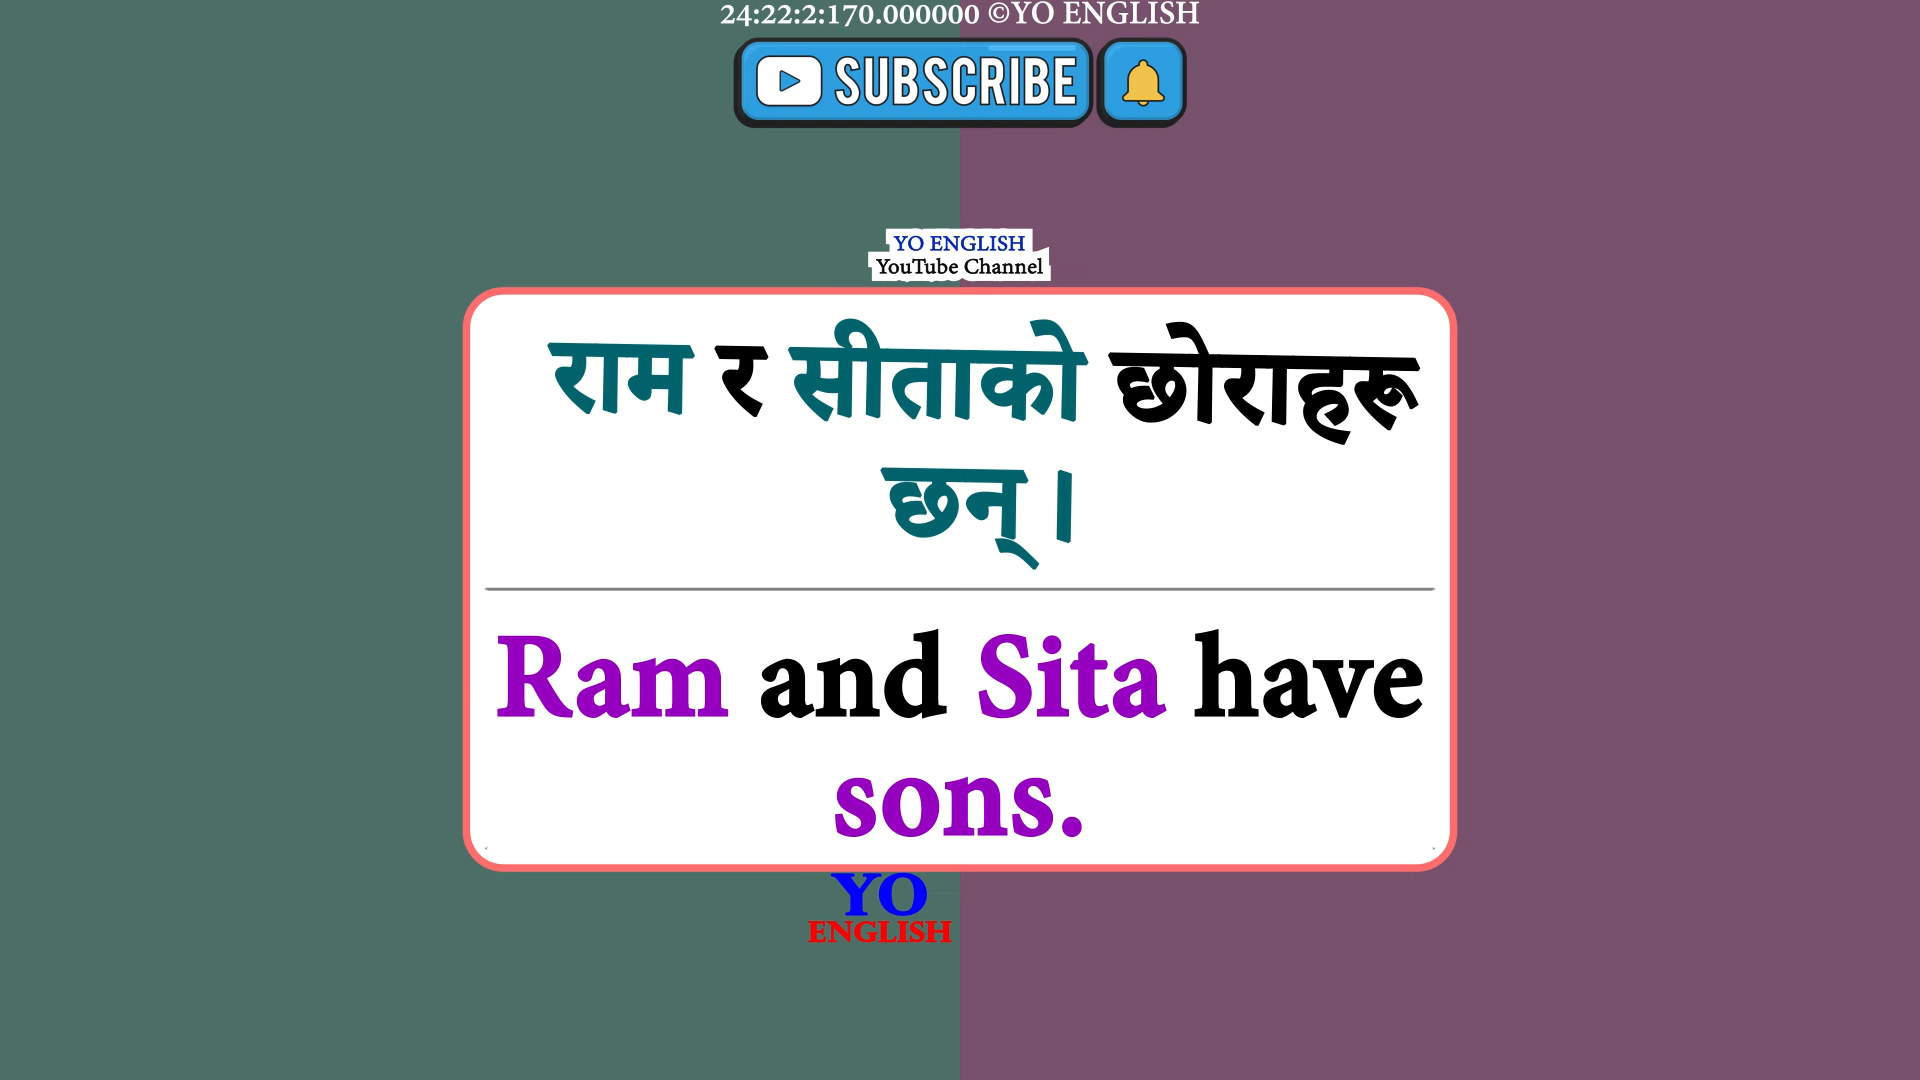 24:22:2:170.000000 ©YO ENGLISH
SUBSCRIBE
YO ENGLISH
YouTube Channel
राम र सीताको छोराहरू
छन् ।
Ram and Sita have
sons.
YO
ENGLISH